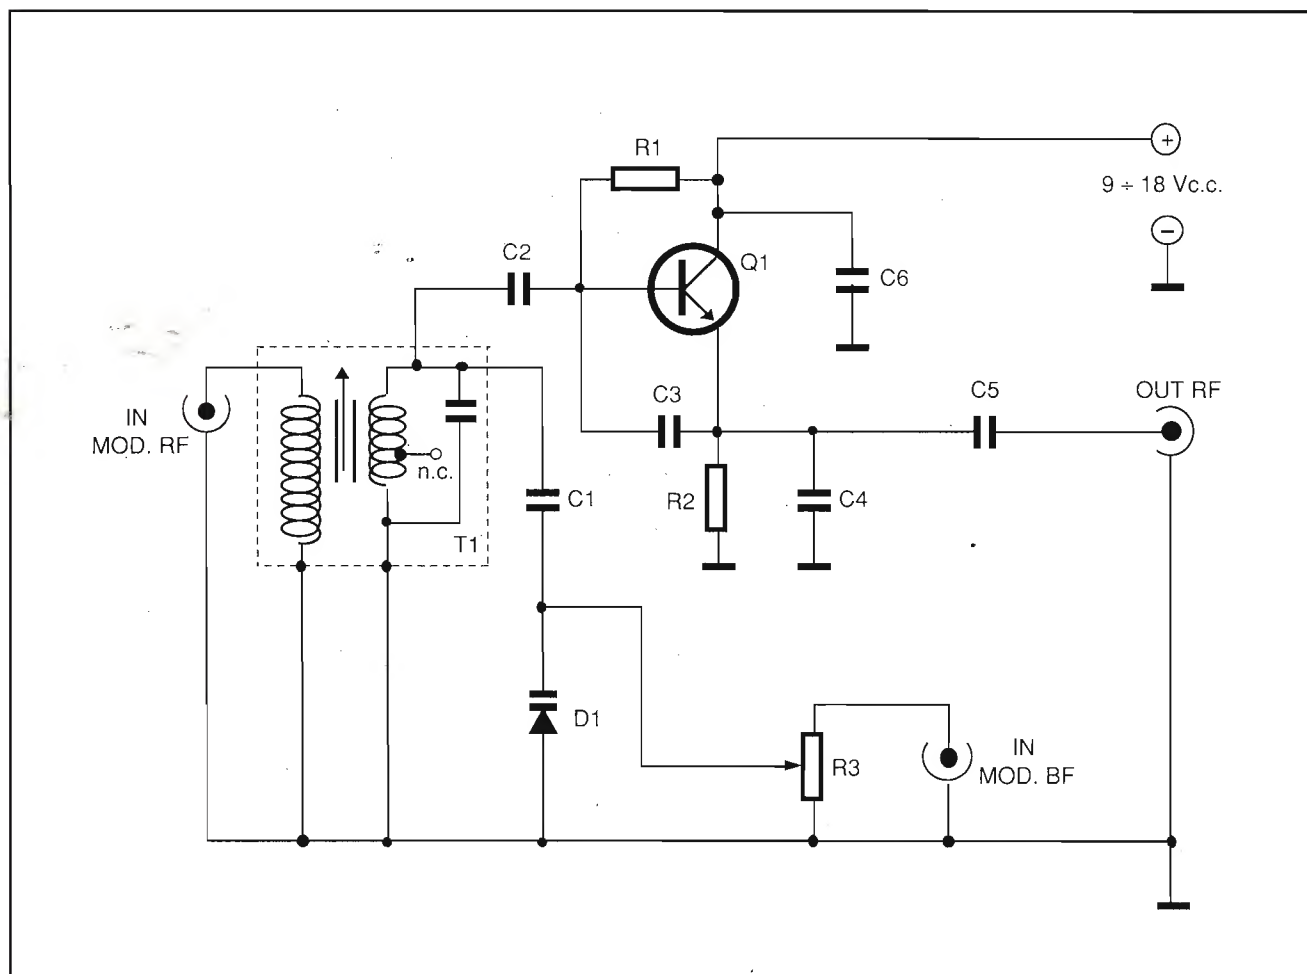 R1
+
9 ÷ 18 Vc.c.
−
C2
Q1
C6
IN
MOD. RF
C3
C5
OUT RF
n.c.
C1
R2
C4
T1
D1
R3
IN
MOD. BF